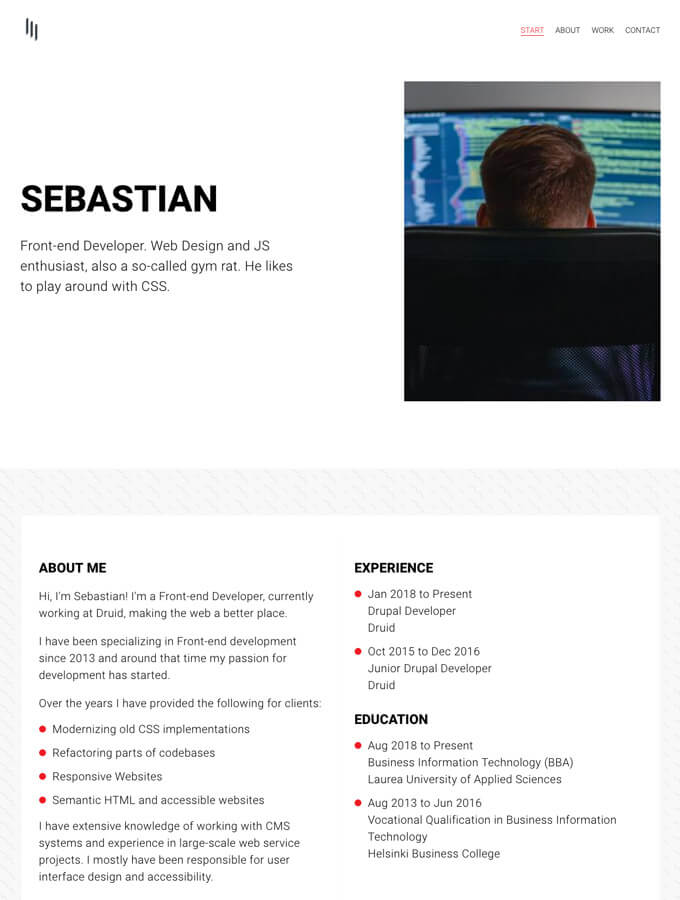 START ABOUT WORK CONTACT
SEBASTIAN
Front-end Developer. Web Design and JS
enthusiast, also a so-called gym rat. He likes
to play around with CSS.
ABOUT ME
Hi, I'm Sebastian! I'm a Front-end Developer, currently
working at Druid, making the web a better place.
I have been specializing in Front-end development
since 2013 and around that time my passion for
development has started.
Over the years I have provided the following for clients:
Modernizing old CSS implementations
Refactoring parts of codebases
Responsive Websites
Semantic HTML and accessible websites
I have extensive knowledge of working with CMS
systems and experience in large-scale web service
projects. I mostly have been responsible for user
interface design and accessibility.
EXPERIENCE
Jan 2018 to Present
Drupal Developer
Druid
Oct 2015 to Dec 2016
Junior Drupal Developer
Druid
EDUCATION
Aug 2018 to Present
Business Information Technology (BBA)
Laurea University of Applied Sciences
Aug 2013 to Jun 2016
Vocational Qualification in Business Information
Technology
Helsinki Business College